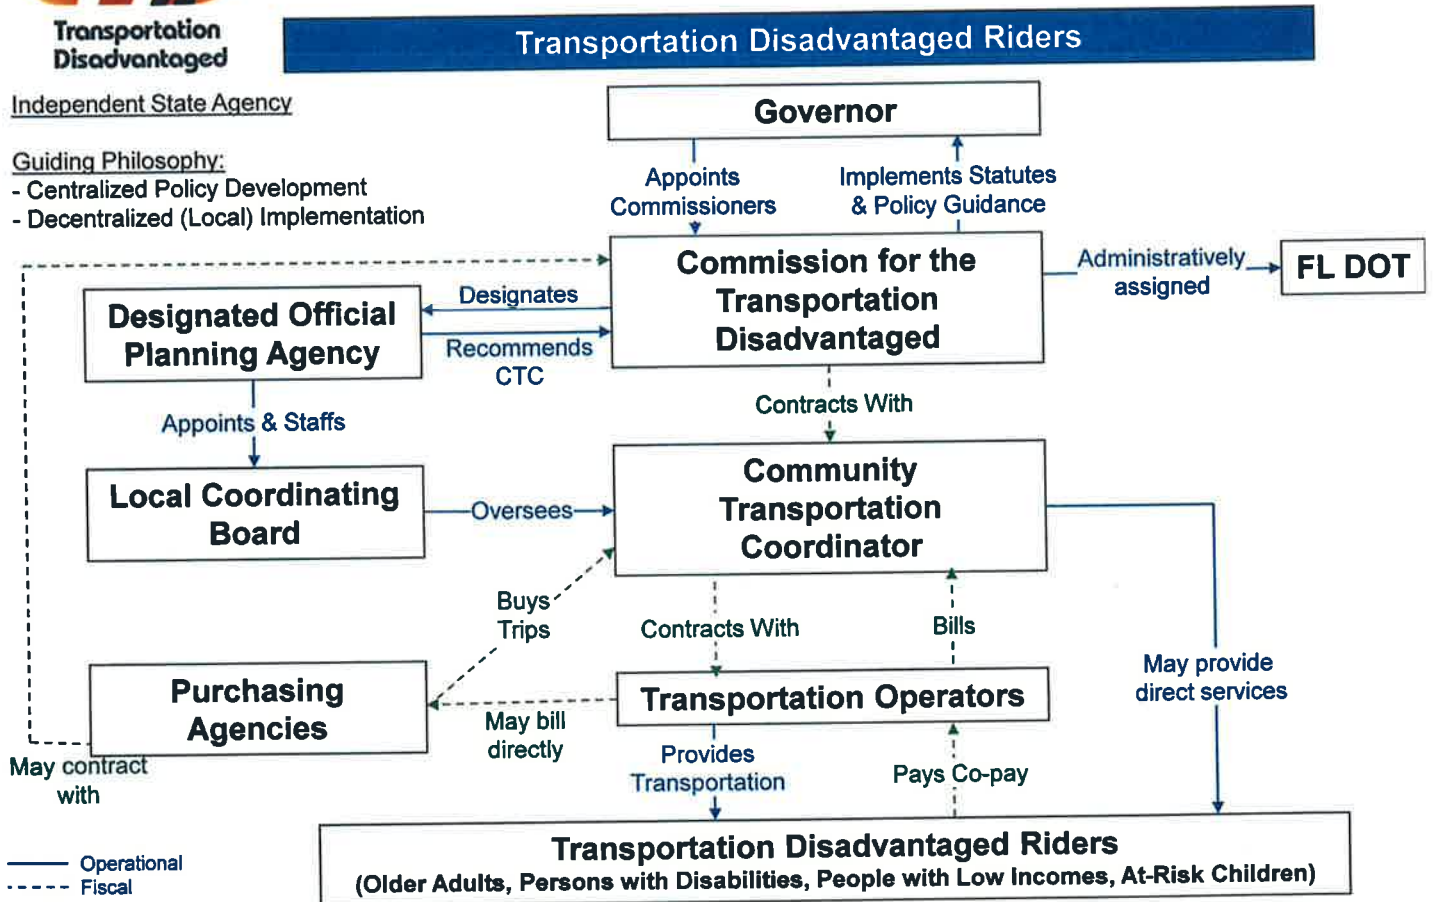 Transportation
Disadvantaged
Transportation Disadvantaged Riders
Independent State Agency
Guiding Philosophy:
- Centralized Policy Development
- Decentralized (Local) Implementation
Governor
Appoints
Commissioners
Implements Statutes
& Policy Guidance
Commission for the
Transportation
Disadvantaged
Administratively
assigned
FL DOT
Designated Official
Planning Agency
Designates
Recommends
CTC
Contracts With
Appoints & Staffs
Local Coordinating
Board
Oversees
Community
Transportation
Coordinator
Buys
Trips
Contracts With
Bills
May provide
direct services
Purchasing
Agencies
May bill
directly
Transportation Operators
May contract
with
Provides
Transportation
Pays Co-pay
Transportation Disadvantaged Riders
(Older Adults, Persons with Disabilities, People with Low Incomes, At-Risk Children)
Operational
Fiscal